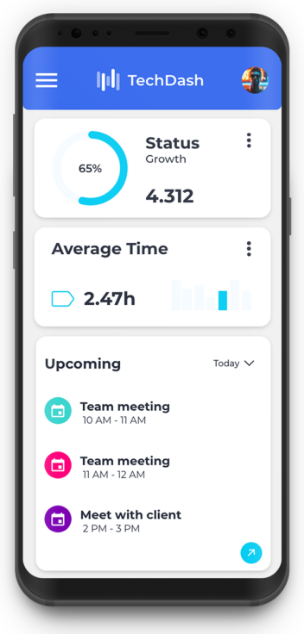 TechDash
65%
Status
Growth
4.312
Average Time
2.47h
Upcoming
Today
Team meeting
10 AM - 11 AM
Team meeting
11 AM - 12 AM
Meet with client
2 PM - 3 PM